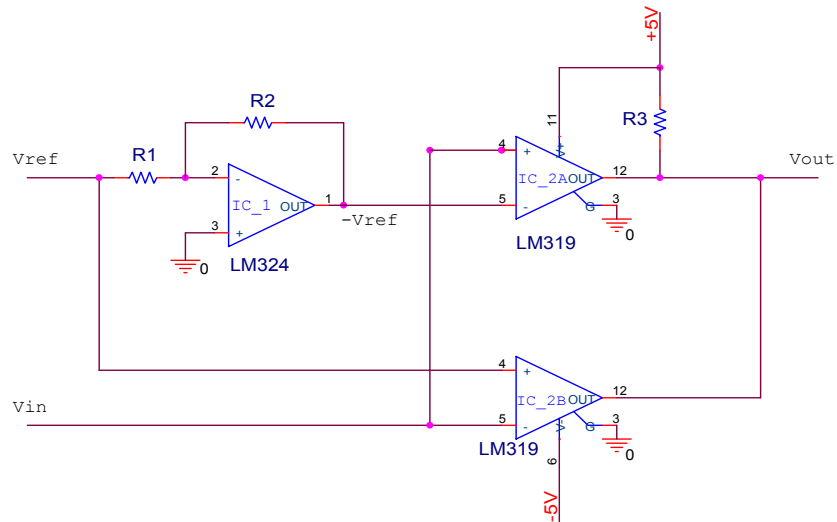 +5V
R2
R3
11
4
+
V+
Vref
R1
2
-
IC_1
OUT
1
-Vref
3
+
0
LM324
IC_2A
OUT
12
Vout
5
-
G
3
0
LM319
4
+
IC_2B
OUT
12
Vin
5
-
V-
G
3
0
LM319
6
-5V